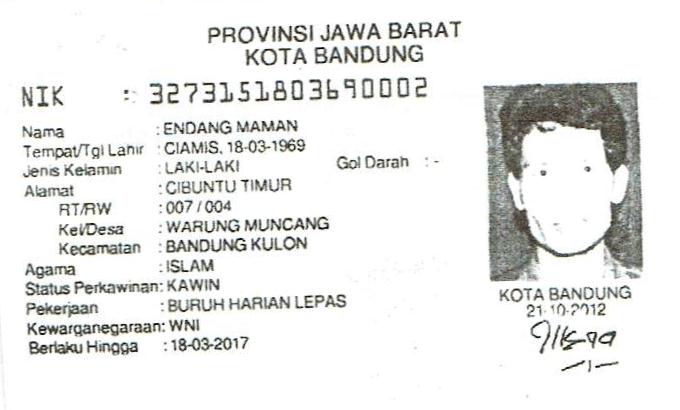 PROVINSI JAWA BARAT
KOTA BANDUNG
NIK : 3273151803690002
Nama : ENDANG MAMAN
Tempat/Tgl Lahir : CIAMIS, 18-03-1969
Jenis Kelamin : LAKI-LAKI Gol Darah : -
Alamat : CIBUNTU TIMUR
RT/RW : 007 / 004
Kel/Desa : WARUNG MUNCANG
Kecamatan : BANDUNG KULON
Agama : ISLAM
Status Perkawinan: KAWIN
Pekerjaan : BURUH HARIAN LEPAS
Kewarganegaraan: WNI
Berlaku Hingga : 18-03-2017
KOTA BANDUNG
21-10-2012